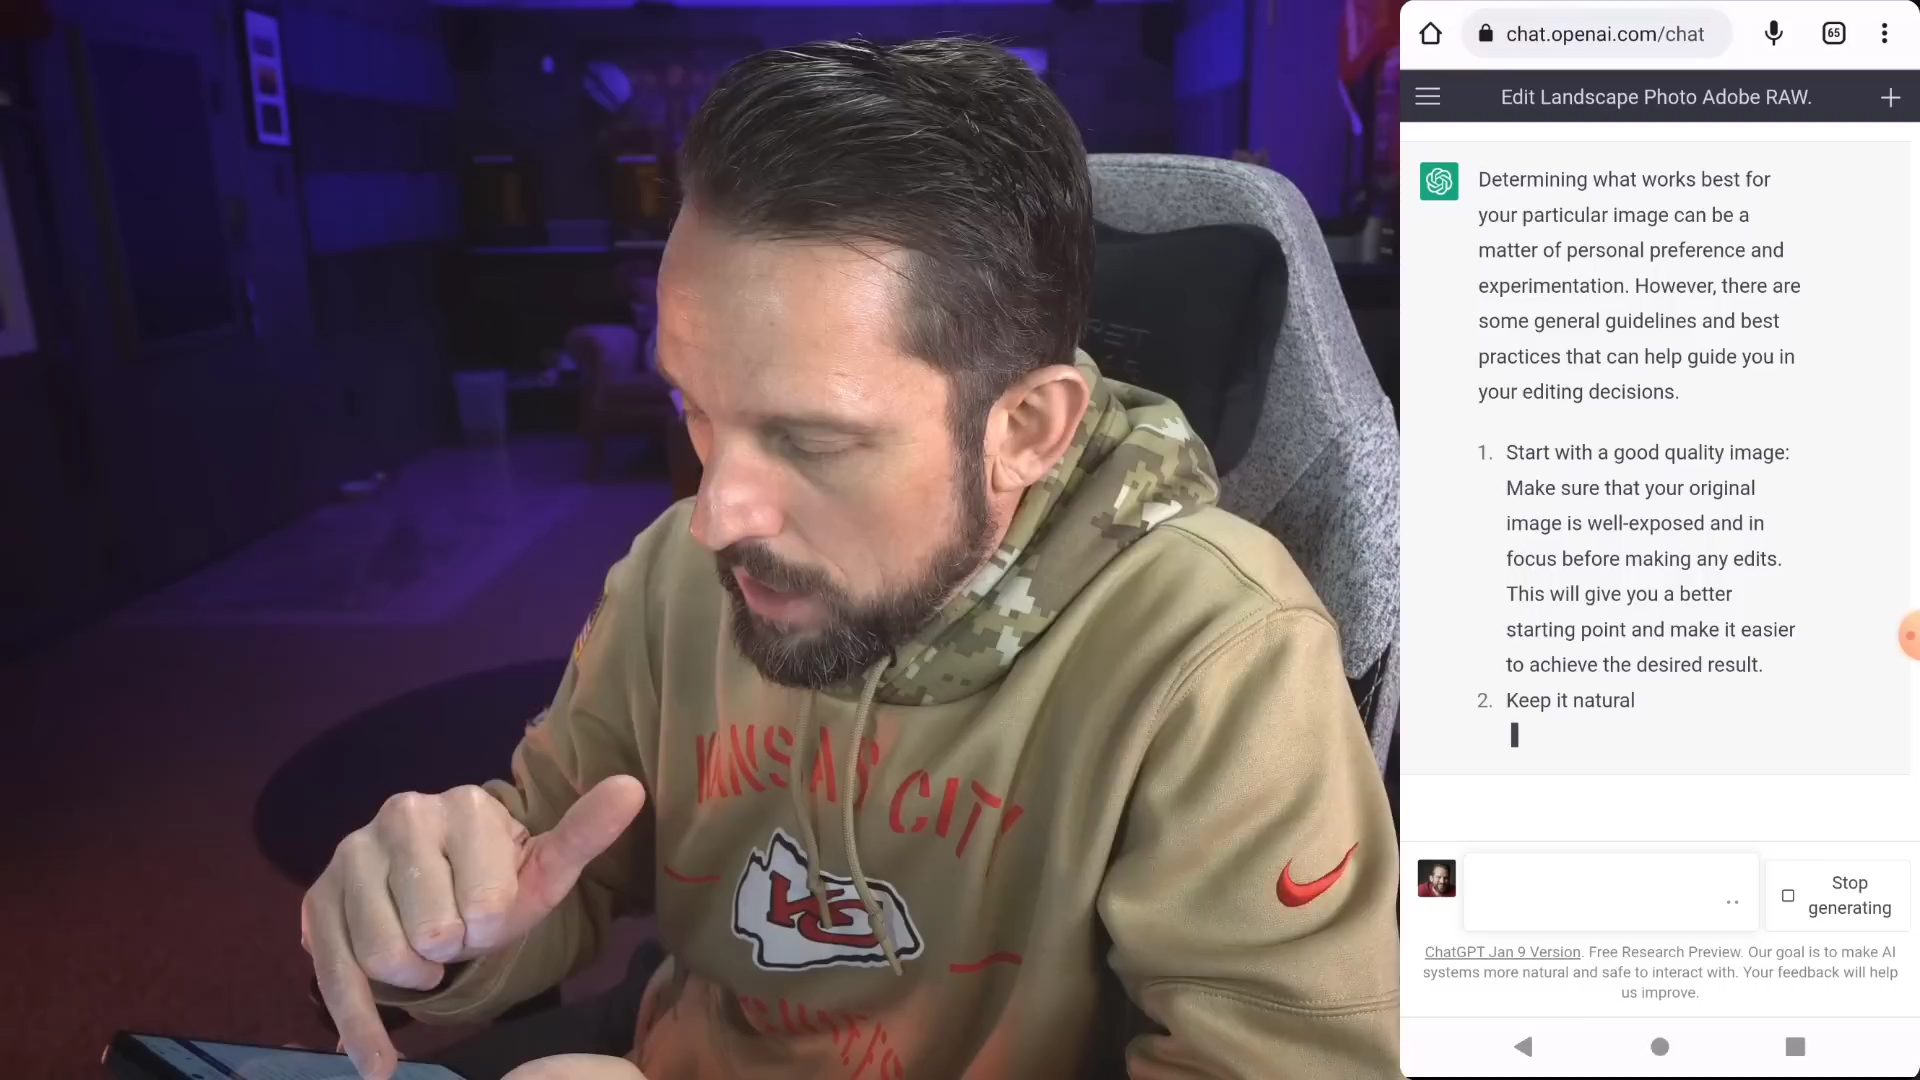 chat.openai.com/chat
65
Edit Landscape Photo Adobe RAW.
Determining what works best for
your particular image can be a
matter of personal preference and
experimentation. However, there are
some general guidelines and best
practices that can help guide you in
your editing decisions.
1. Start with a good quality image:
Make sure that your original
image is well-exposed and in
focus before making any edits.
This will give you a better
starting point and make it easier
to achieve the desired result.
2. Keep it natural
Stop
generating
ChatGPT Jan 9 Version. Free Research Preview. Our goal is to make AI
systems more natural and safe to interact with. Your feedback will help
us improve.
KANSAS CITY
KC